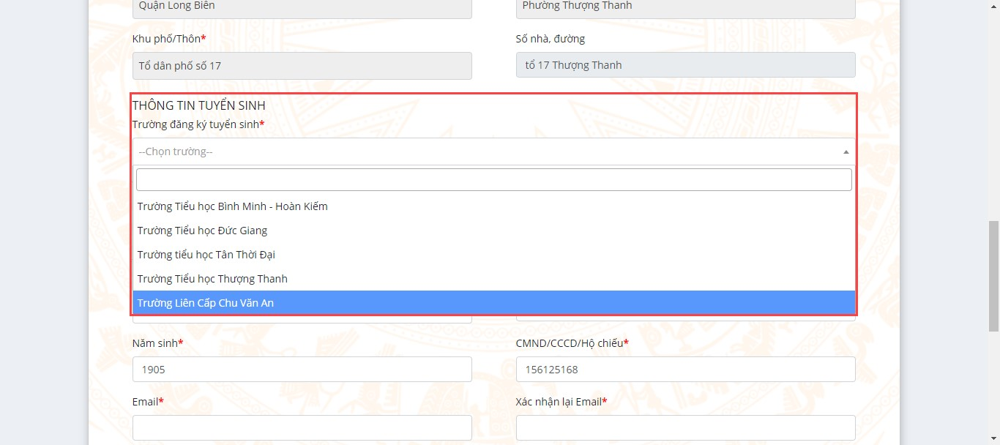 Quận Long Biên
Phường Thượng Thanh
Khu phố/Thôn*
Số nhà, đường
Tổ dân phố số 17
tổ 17 Thượng Thanh
THÔNG TIN TUYỂN SINH
Trường đăng ký tuyển sinh*
--Chọn trường--
Trường Tiểu học Bình Minh - Hoàn Kiếm
Trường Tiểu học Đức Giang
Trường tiểu học Tân Thời Đại
Trường Tiểu học Thượng Thanh
Trường Liên Cấp Chu Văn An
Năm sinh*
CMND/CCCD/Hộ chiếu*
1905
156125168
Email*
Xác nhận lại Email*